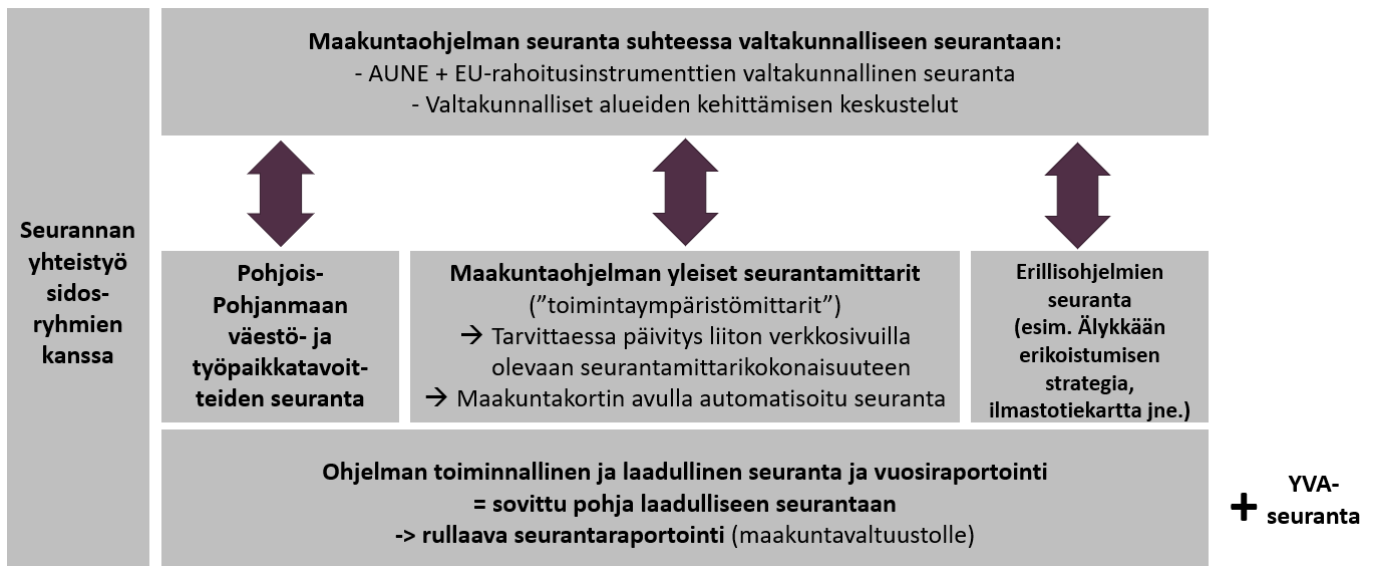 Maakuntaohjelman seuranta suhteessa valtakunnalliseen seurantaan:
- AUNE + EU-rahoitusinstrumenttien valtakunnallinen seuranta
- Valtakunnalliset alueiden kehittämisen keskustelut
Seurannan
yhteistyö
sidos-
ryhmien
kanssa
Pohjois-
Pohjanmaan
väestö- ja
työpaikkatavoit-
teiden seuranta
Maakuntaohjelman yleiset seurantamittarit
(”toimintaympäristömittarit”)
→ Tarvittaessa päivitys liiton verkkosivuilla
olevaan seurantamittarikokonaisuuteen
→ Maakuntakortin avulla automatisoitu seuranta
Erillisohjelmien
seuranta
(esim. Älykkään
erikoistumisen
strategia,
ilmastotiekartta jne.)
Ohjelman toiminnallinen ja laadullinen seuranta ja vuosiraportointi
= sovittu pohja laadulliseen seurantaan
-> rullaava seurantaraportointi (maakuntavaltuustolle)
+
YVA-
seuranta